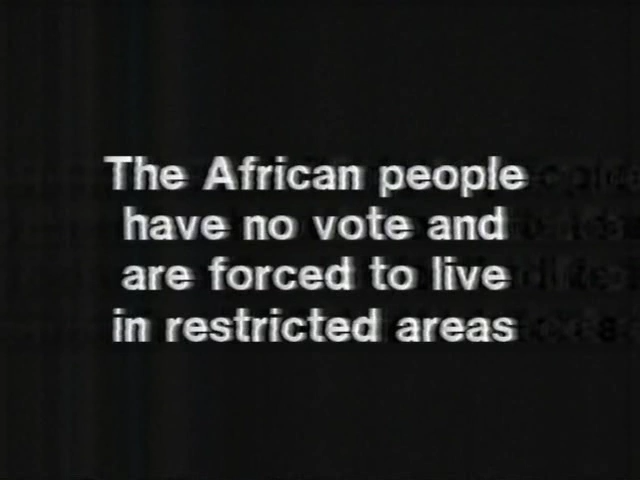 The African people
have no vote and
are forced to live
in restricted areas